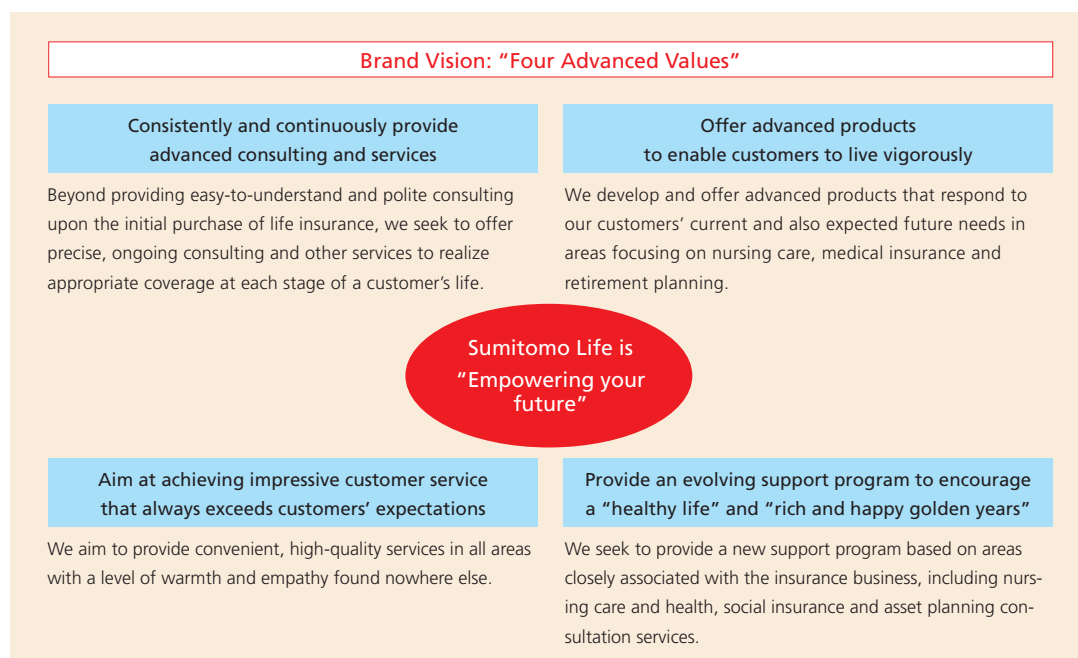 Brand Vision: “Four Advanced Values”
Consistently and continuously provide
advanced consulting and services
Beyond providing easy-to-understand and polite consulting
upon the initial purchase of life insurance, we seek to offer
precise, ongoing consulting and other services to realize
appropriate coverage at each stage of a customer’s life.
Offer advanced products
to enable customers to live vigorously
We develop and offer advanced products that respond to
our customers’ current and also expected future needs in
areas focusing on nursing care, medical insurance and
retirement planning.
Sumitomo Life is
“Empowering your
future”
Aim at achieving impressive customer service
that always exceeds customers’ expectations
We aim to provide convenient, high-quality services in all areas
with a level of warmth and empathy found nowhere else.
Provide an evolving support program to encourage
a “healthy life” and “rich and happy golden years”
We seek to provide a new support program based on areas
closely associated with the insurance business, including nurs-
ing care and health, social insurance and asset planning con-
sultation services.